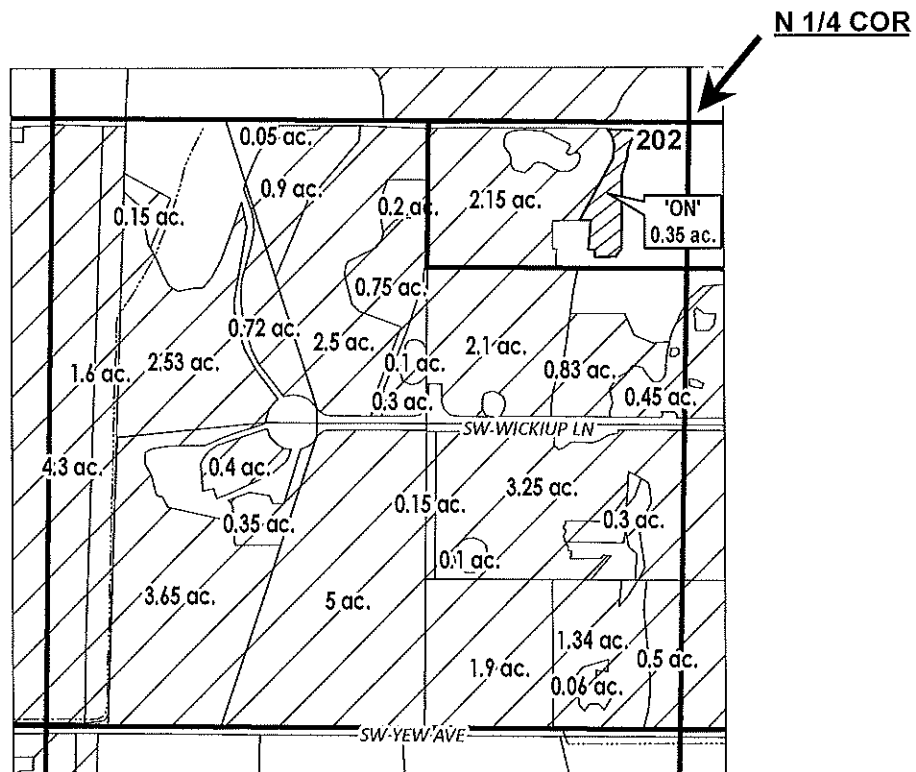 N 1/4 COR
202
0.05 ac.
0.9 ac.
0.15 ac.
0.2 ac.
2.15 ac.
'ON'
0.35 ac.
0.75 ac.
0.72 ac.
2.5 ac.
2.1 ac.
2.53 ac.
0.1 ac.
0.83 ac.
1.6 ac.
0.3 ac.
0.45 ac.
SW-WICKIUP LN
4.3 ac.
0.4 ac.
3.25 ac.
0.15 ac.
0.35 ac.
0.3 ac.
0.1 ac.
3.65 ac.
5 ac.
1.34 ac.
1.9 ac.
0.5 ac.
0.06 ac.
SW-YEW AVE